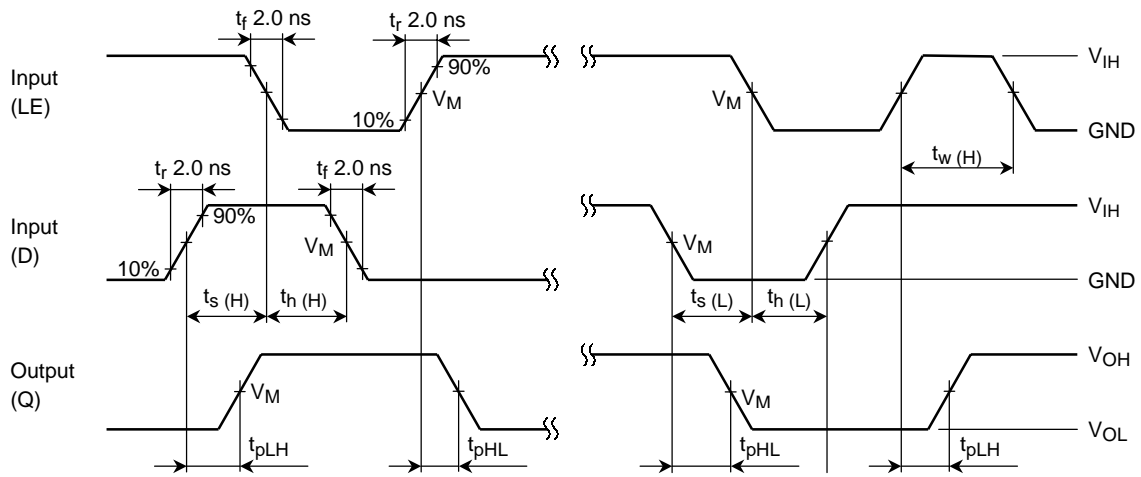 tf 2.0 ns
tr 2.0 ns
Input
(LE)
90%
VM
10%
VM
tw (H)
VIH
GND
tr 2.0 ns
tf 2.0 ns
Input
(D)
90%
VM
10%
VM
VIH
GND
ts (H)
th (H)
ts (L)
th (L)
Output
(Q)
VM
VM
VOH
VOL
tpLH
tpHL
tpHL
tpLH